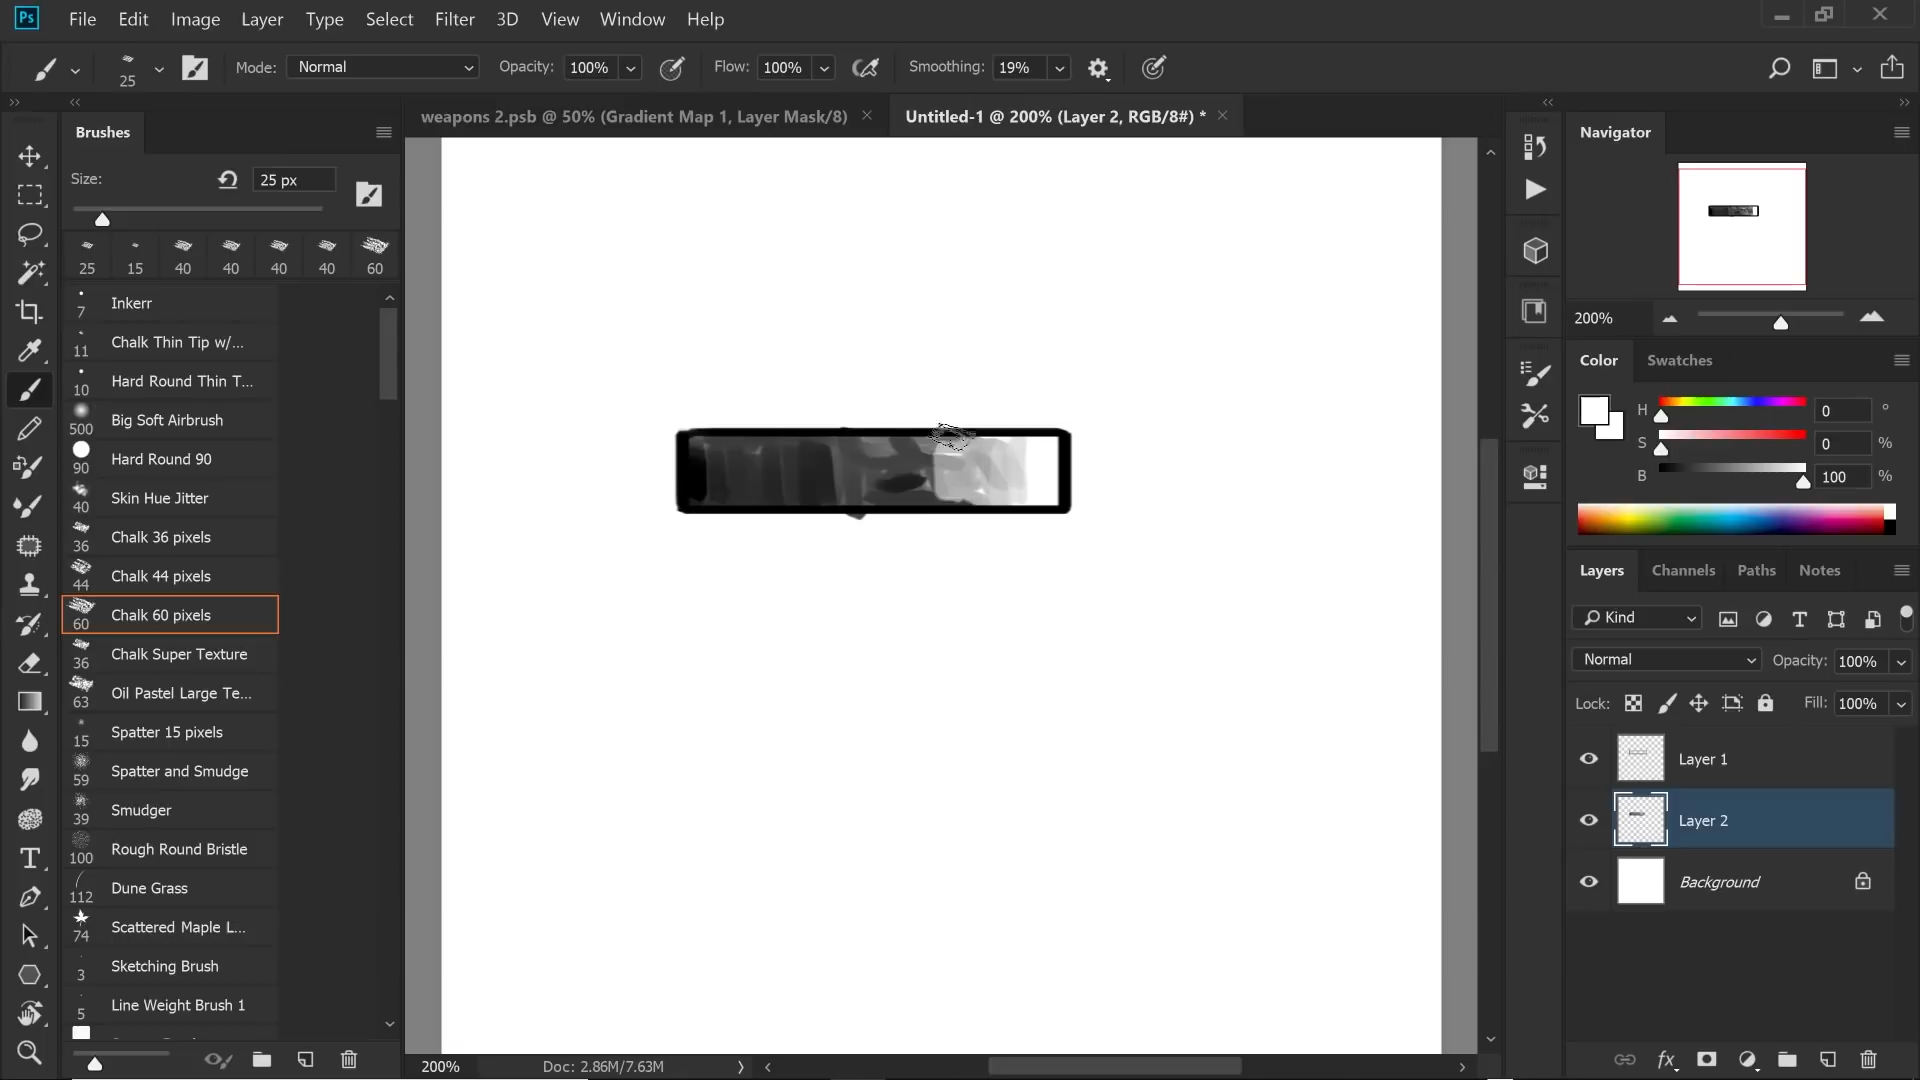 Ps File Edit Image Layer Type Select Filter 3D View Window Help
25 Mode: Normal Opacity: 100% Flow: 100% Smoothing: 19%
weapons 2.psb @ 50% (Gradient Map 1, Layer Mask/8) Untitled-1 @ 200% (Layer 2, RGB/8#) *
Brushes
Size: 25 px
25 15 40 40 40 40 60
7 Inkerr
11 Chalk Thin Tip w/...
10 Hard Round Thin T...
500 Big Soft Airbrush
90 Hard Round 90
40 Skin Hue Jitter
36 Chalk 36 pixels
44 Chalk 44 pixels
60 Chalk 60 pixels
36 Chalk Super Texture
63 Oil Pastel Large Te...
15 Spatter 15 pixels
59 Spatter and Smudge
39 Smudger
100 Rough Round Bristle
112 Dune Grass
74 Scattered Maple L...
3 Sketching Brush
5 Line Weight Brush 1
200% Doc: 2.86M/7.63M
Navigator
200%
Color Swatches
H 0 °
S 0 %
B 100 %
Layers Channels Paths Notes
Kind
Normal Opacity: 100%
Lock: Fill: 100%
Layer 1
Layer 2
Background